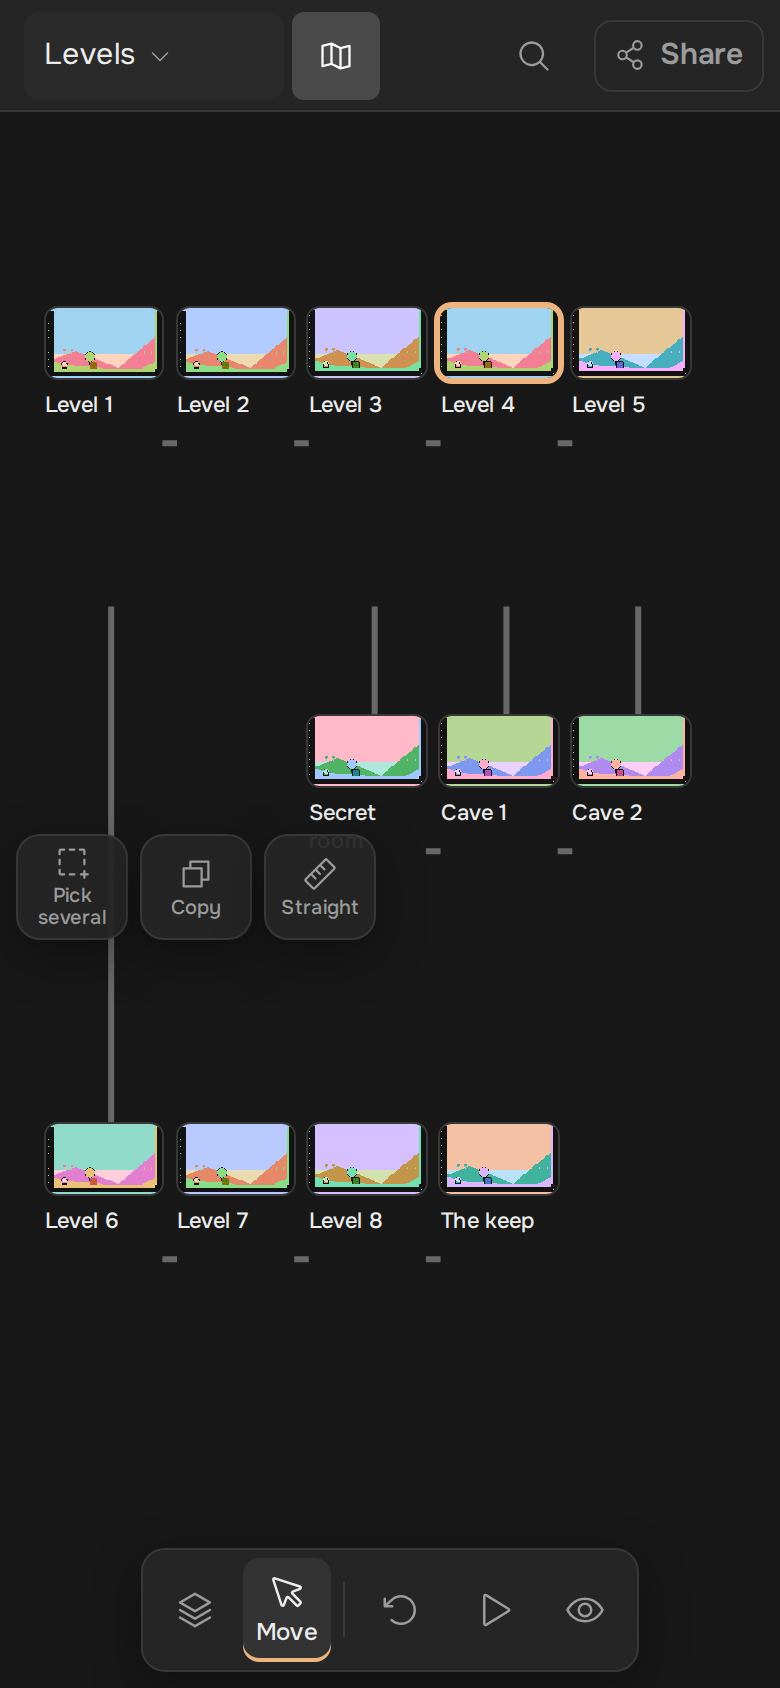 Levels
Share
Level 1
Level 2
Level 3
Level 4
Level 5
Secret
room
Cave 1
Cave 2
Pick
several
Copy
Straight
Level 6
Level 7
Level 8
The keep
Move